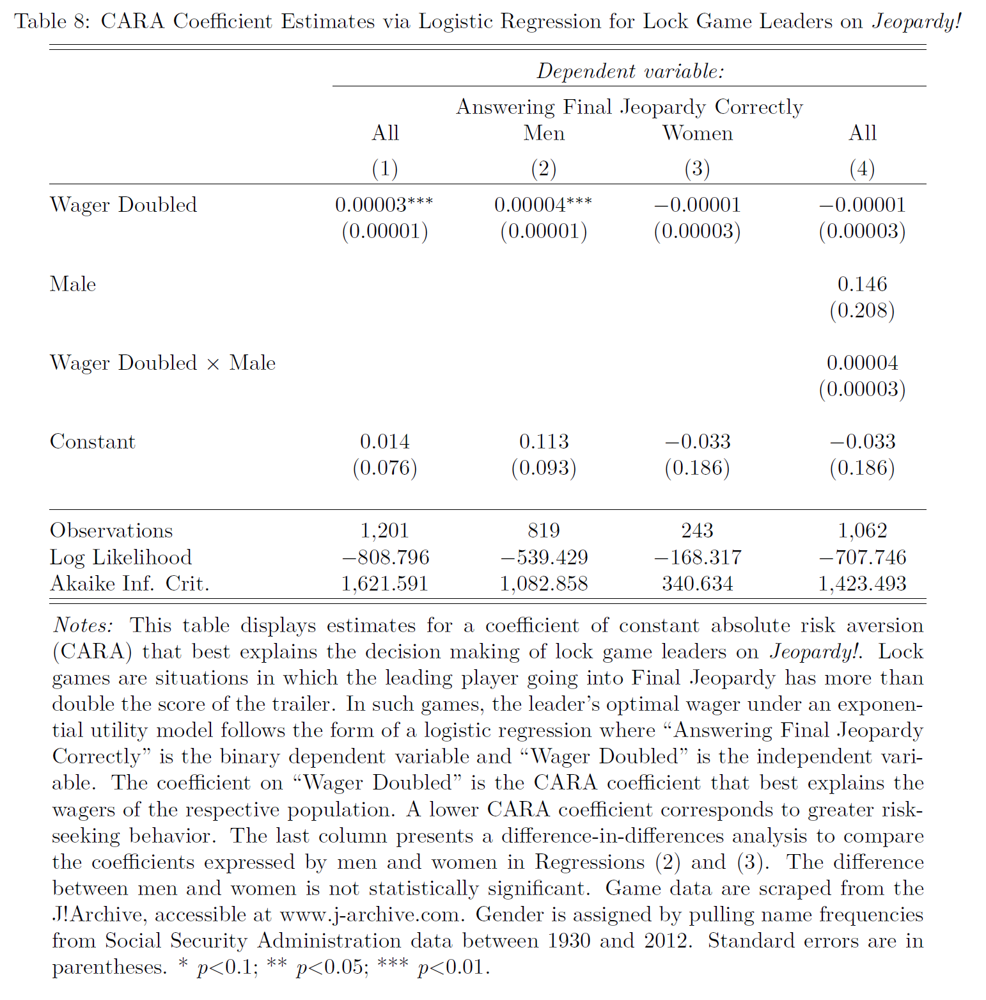 Table 8: CARA Coefficient Estimates via Logistic Regression for Lock Game Leaders on Jeopardy!
Dependent variable:
Answering Final Jeopardy Correctly
All Men Women All
(1) (2) (3) (4)
Wager Doubled 0.00003*** 0.00004*** −0.00001 −0.00001
(0.00001) (0.00001) (0.00003) (0.00003)
Male 0.146
(0.208)
Wager Doubled × Male 0.00004
(0.00003)
Constant 0.014 0.113 −0.033 −0.033
(0.076) (0.093) (0.186) (0.186)
Observations 1,201 819 243 1,062
Log Likelihood −808.796 −539.429 −168.317 −707.746
Akaike Inf. Crit. 1,621.591 1,082.858 340.634 1,423.493
Notes: This table displays estimates for a coefficient of constant absolute risk aversion
(CARA) that best explains the decision making of lock game leaders on Jeopardy!. Lock
games are situations in which the leading player going into Final Jeopardy has more than
double the score of the trailer. In such games, the leader's optimal wager under an exponen-
tial utility model follows the form of a logistic regression where “Answering Final Jeopardy
Correctly” is the binary dependent variable and “Wager Doubled” is the independent vari-
able. The coefficient on “Wager Doubled” is the CARA coefficient that best explains the
wagers of the respective population. A lower CARA coefficient corresponds to greater risk-
seeking behavior. The last column presents a difference-in-differences analysis to compare
the coefficients expressed by men and women in Regressions (2) and (3). The difference
between men and women is not statistically significant. Game data are scraped from the
J!Archive, accessible at www.j-archive.com. Gender is assigned by pulling name frequencies
from Social Security Administration data between 1930 and 2012. Standard errors are in
parentheses. * p<0.1; ** p<0.05; *** p<0.01.